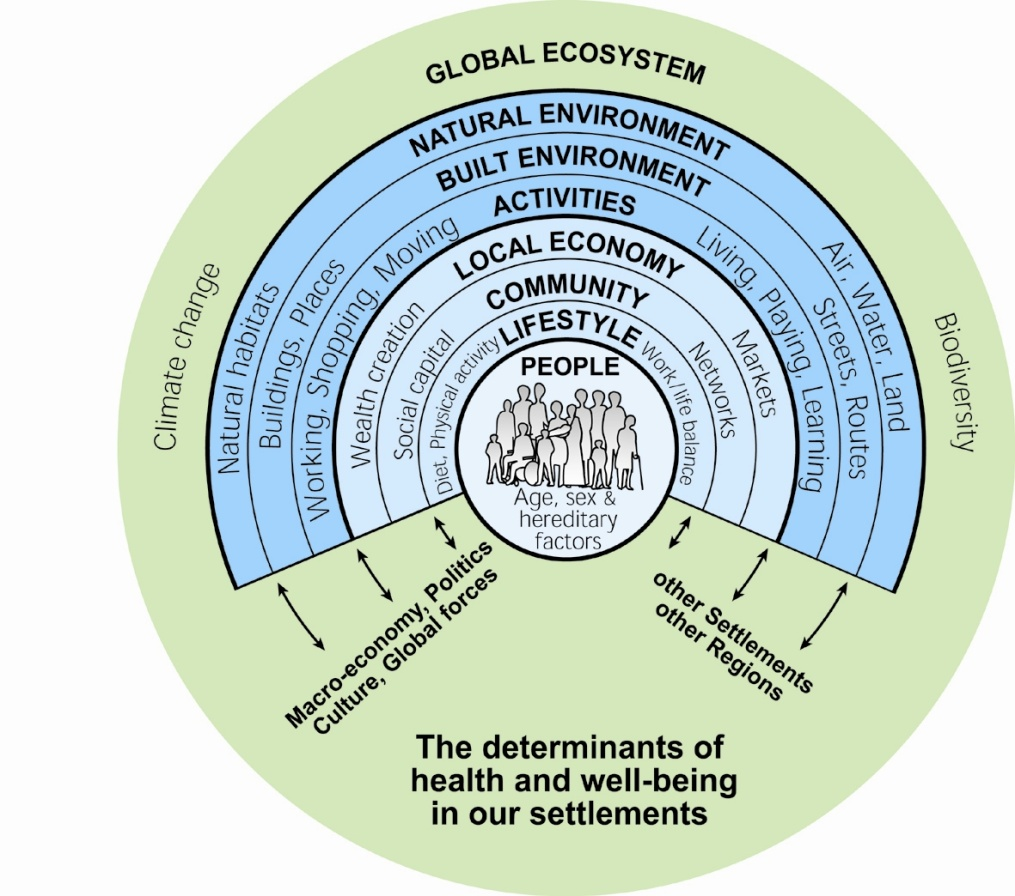 GLOBAL ECOSYSTEM
Climate change
Biodiversity
NATURAL ENVIRONMENT
Natural habitats
Air, Water, Land
BUILT ENVIRONMENT
Buildings, Places
Streets, Routes
ACTIVITIES
Working, Shopping, Moving
Living, Playing, Learning
LOCAL ECONOMY
Wealth creation
Markets
COMMUNITY
Social capital
Networks
LIFESTYLE
Diet, Physical activity
Work/life balance
PEOPLE
Age, sex &
hereditary
factors
Macro-economy, Politics
Culture, Global forces
other Settlements
other Regions
The determinants of
health and well-being
in our settlements